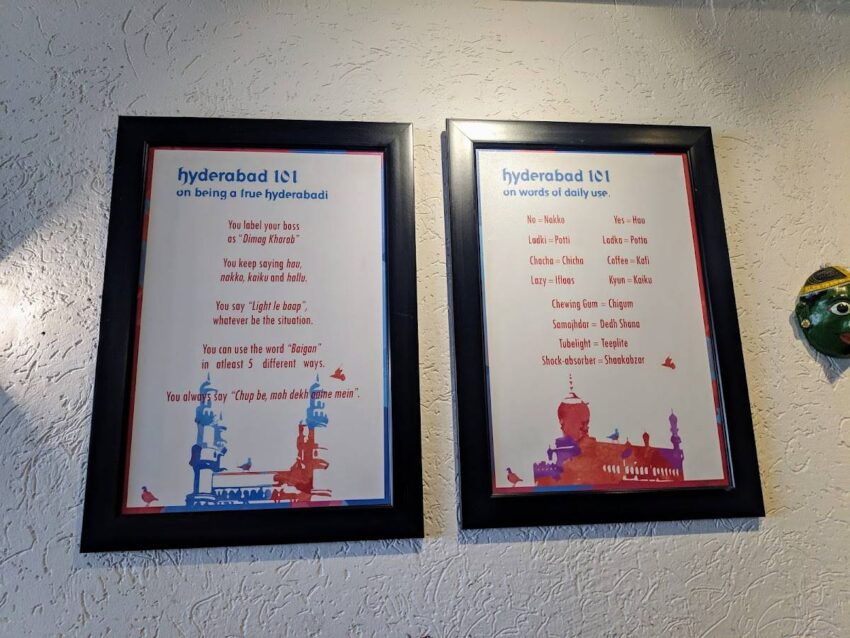 hyderabad 101
on being a true hyderabadi
You label your boss
as "Dimag Kharab"
You keep saying hau,
nakko, kaiku and hallu.
You say "Light le baap",
whatever be the situation.
You can use the word "Baigan"
in atleast 5 different ways.
You always say "Chup be, moh dekh aaine mein".
hyderabad 101
on words of daily use.
No = Nakko Yes = Hau
Ladki = Potti Ladka = Potta
Chacha = Chicha Coffee = Kafi
Lazy = Iflaas Kyun = Kaiku
Chewing Gum = Chigum
Samajhdar = Dedh Shana
Tubelight = Teeplite
Shock-absorber = Shaakabzar